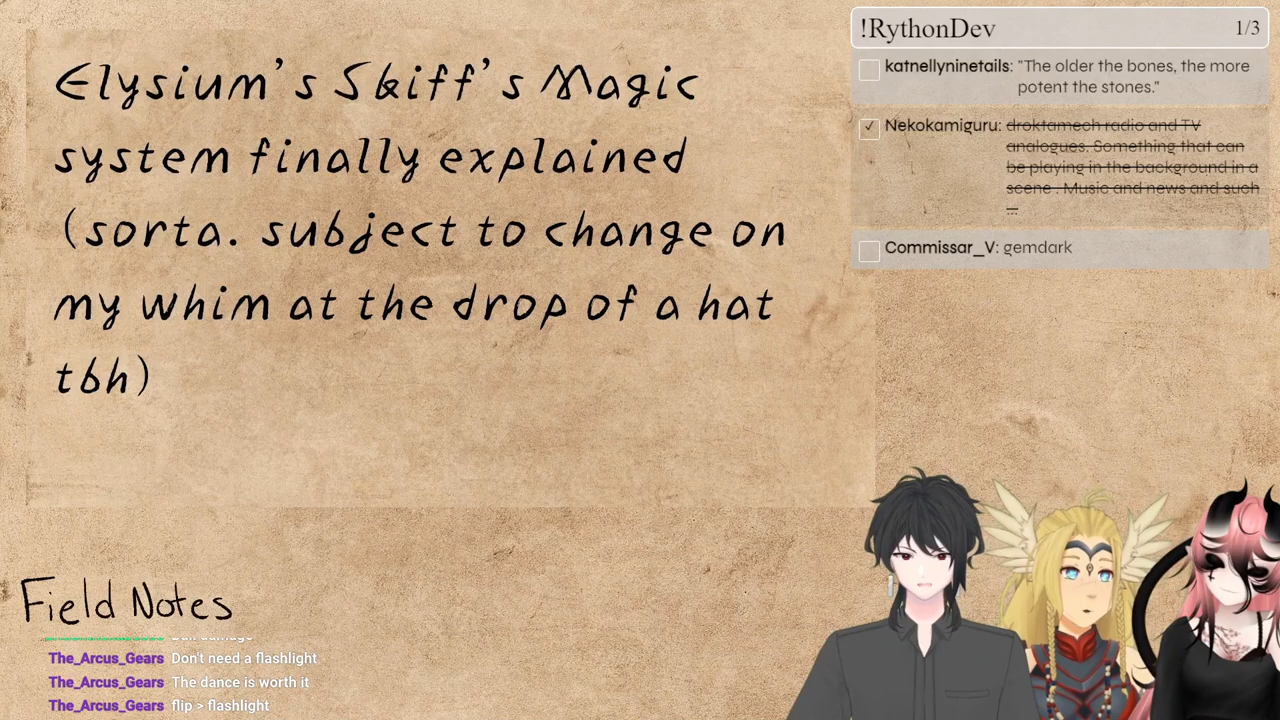 Elysium's Skiff's Magic
system finally explained
(sorta. subject to change on
my whim at the drop of a hat
tbh)
!RythonDev 1/3
katnellyninetails: "The older the bones, the more
potent the stones."
Nekokamiguru: droktamech radio and TV
analogues. Something that can
be playing in the background in a
scene . Music and news and such
...
Commissar_V: gemdark
Field Notes
The_Arcus_Gears Don't need a flashlight
The_Arcus_Gears The dance is worth it
The_Arcus_Gears flip > flashlight